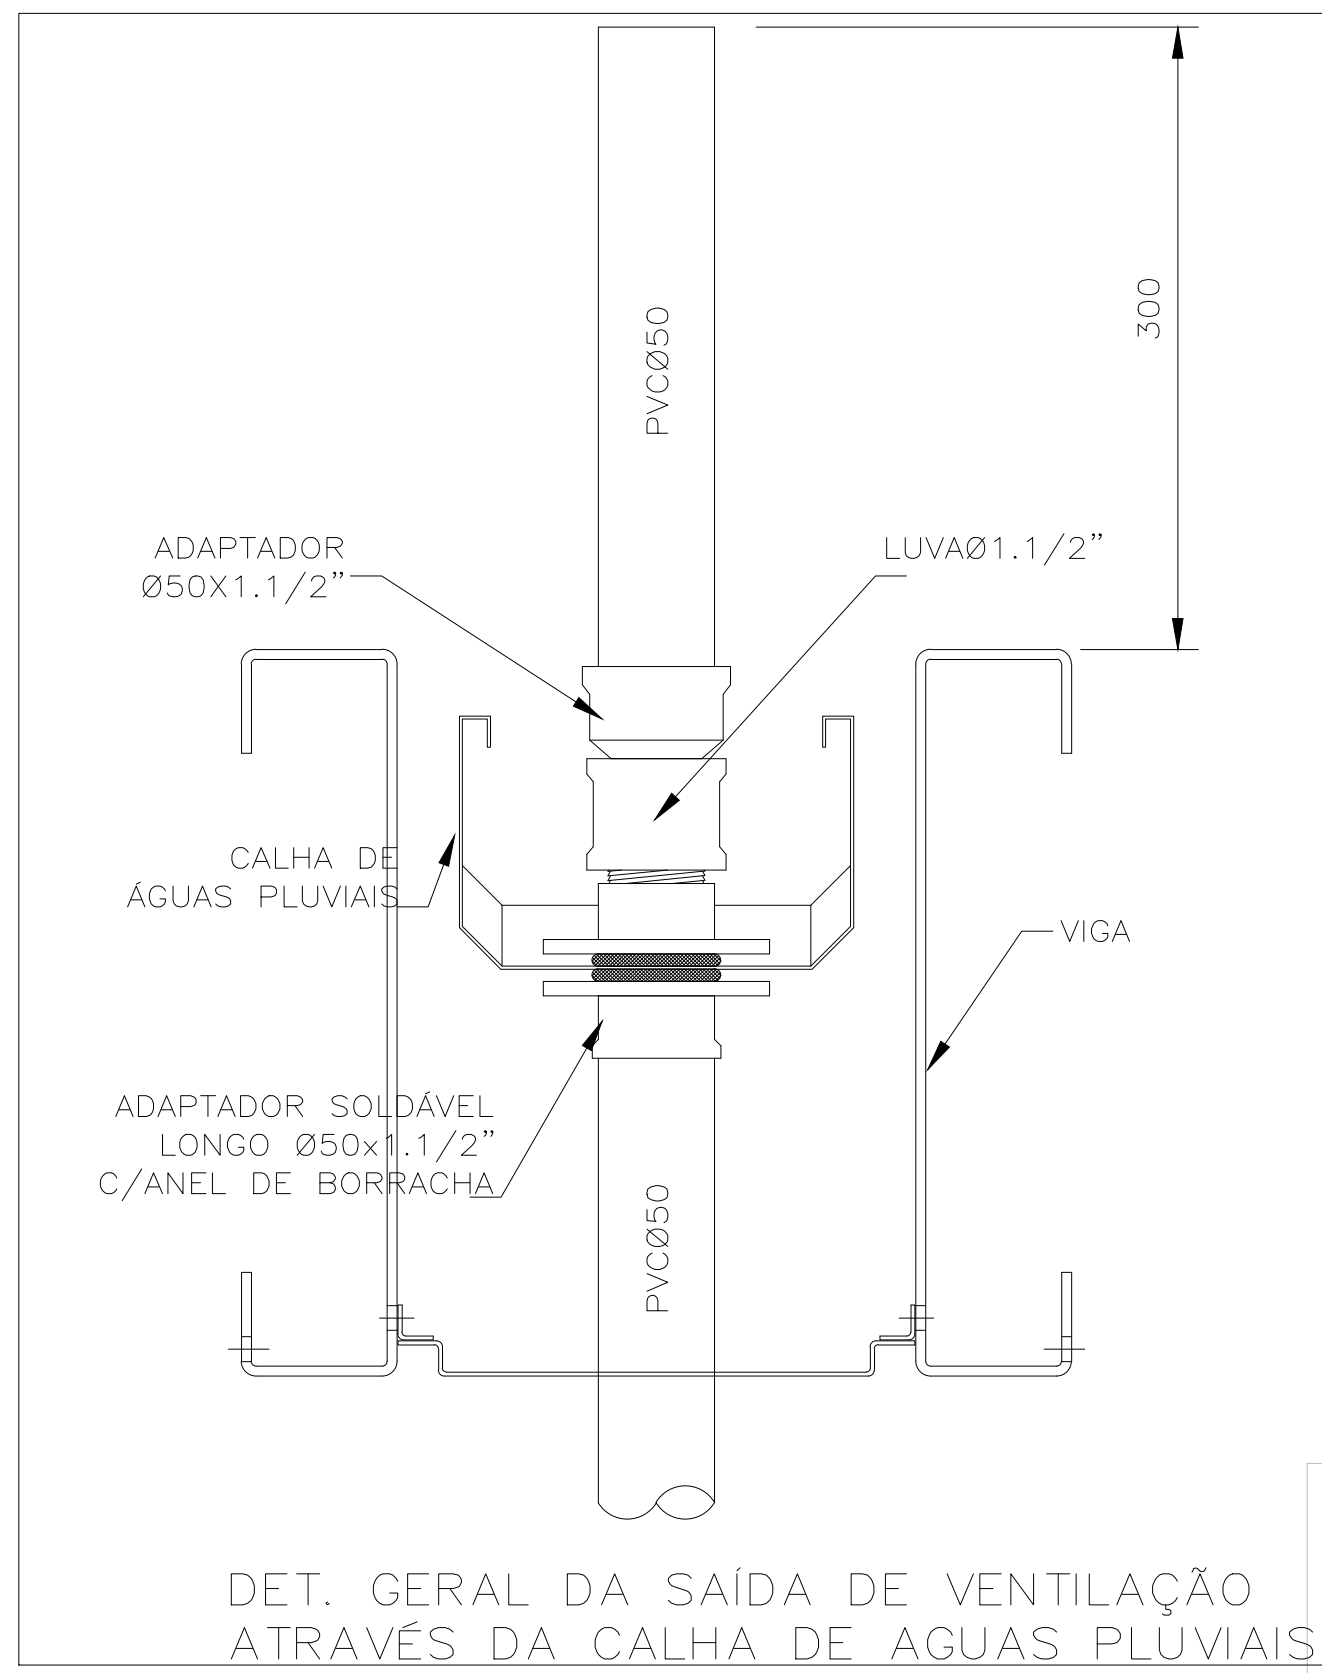 PVCØ50
300
ADAPTADOR
Ø50X1.1/2”
LUVAØ1.1/2”
CALHA DE
ÁGUAS PLUVIAIS
VIGA
ADAPTADOR SOLDÁVEL
LONGO Ø50x1.1/2”
C/ANEL DE BORRACHA
PVCØ50
DET. GERAL DA SAÍDA DE VENTILAÇÃO
ATRAVÉS DA CALHA DE AGUAS PLUVIAIS